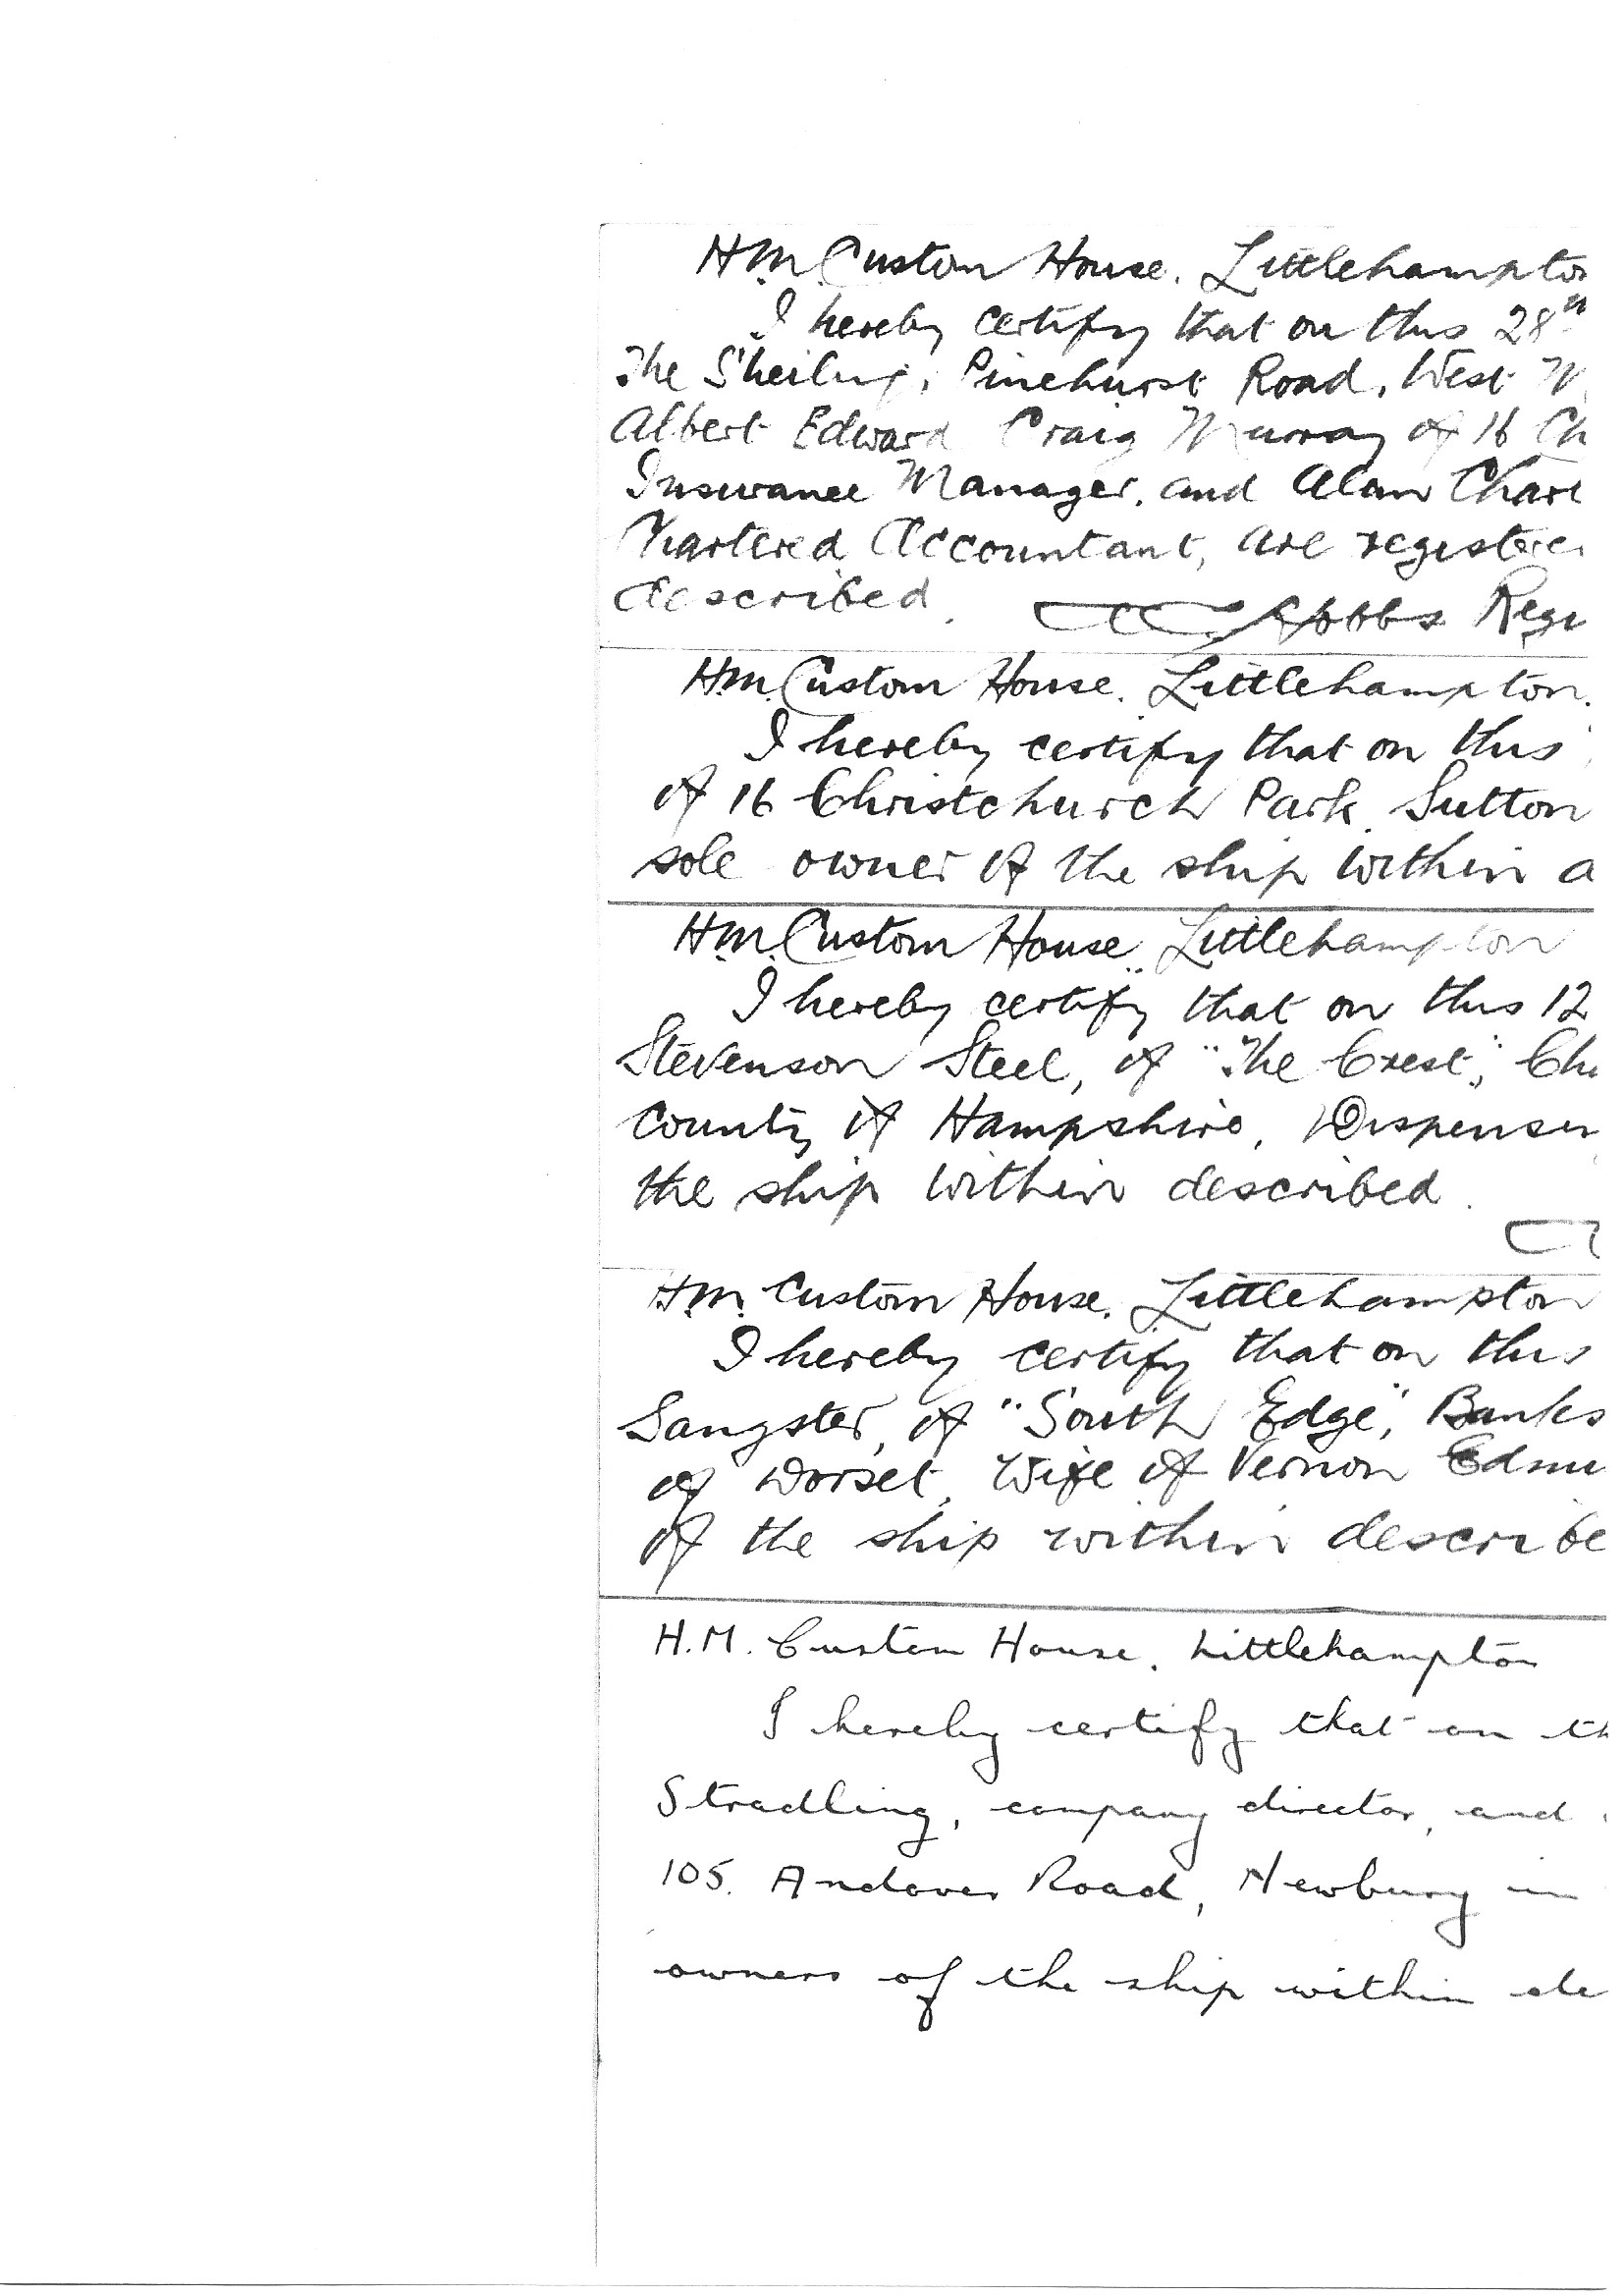 H.M. Custom House. Littlehampton
I hereby certify that on this 28th
The Sheiling, Pinehurst Road, West M
Albert Edward Craig Murray of 16 Ch
Insurance Manager, and Alan Charl
Chartered Accountant, are register
described. Hobbs Regi
H.M. Custom House. Littlehampton.
I hereby certify that on this
of 16 Christchurch Park, Sutton
sole owner of the ship within a
H.M. Custom House. Littlehampton
I hereby certify that on this 12
Stevenson Steel, of "The Crest", Ch
County of Hampshire, Dispenser
the ship within described.
H.M. Custom House. Littlehampton
I hereby certify that on this
Sangster, of "South Edge", Banks
of Dorset, Wife of Vernon Edmu
of the ship within describe
H.M. Custom House, Littlehampton
I hereby certify that on th
Stradling, company director, and
105. Andover Road, Newbury in
owners of the ship within de